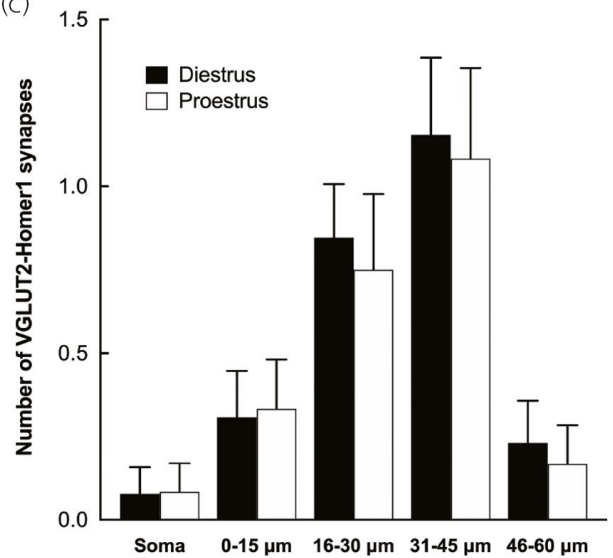 (C)
Number of VGLUT2-Homer1 synapses
1.5
1.0
0.5
0.0
Diestrus
Proestrus
Soma 0-15 µm 16-30 µm 31-45 µm 46-60 µm